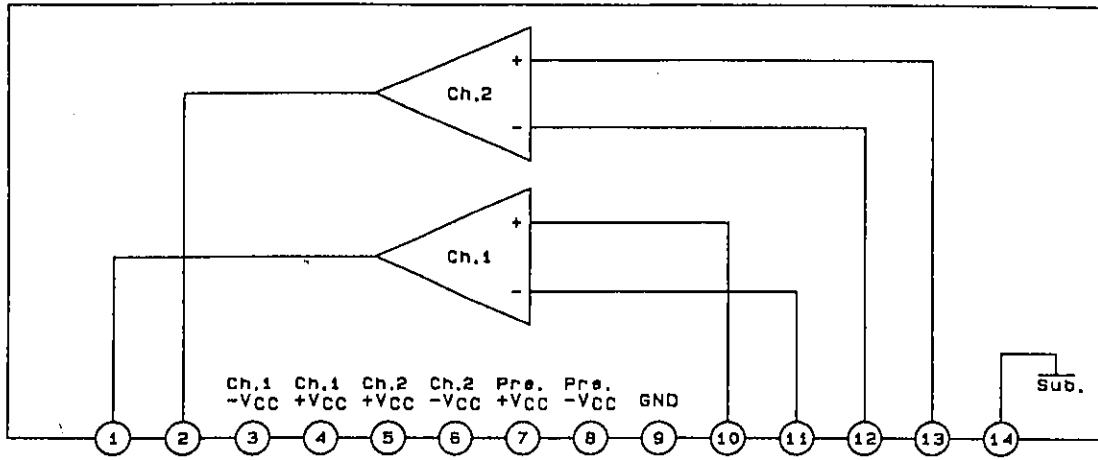 +
Ch.2
-
+
Ch.1
-
Ch.1 Ch.1 Ch.2 Ch.2 Pre. Pre.
-VCC +VCC +VCC -VCC +VCC -VCC GND
Sub.
1 2 3 4 5 6 7 8 9 10 11 12 13 14